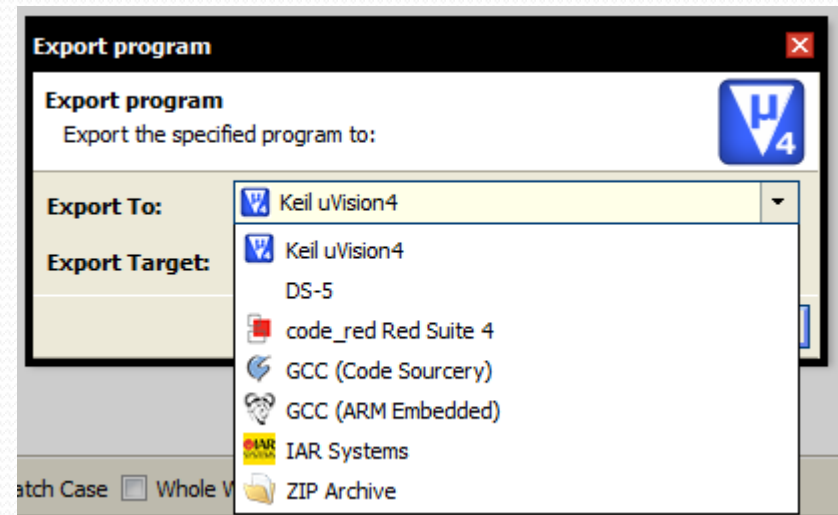 Export program
Export program
Export the specified program to:
µ
4
Export To:
Keil uVision4
Keil uVision4
Export Target:
DS-5
code_red Red Suite 4
GCC (Code Sourcery)
GCC (ARM Embedded)
IAR Systems
ZIP Archive
atch Case Whole W